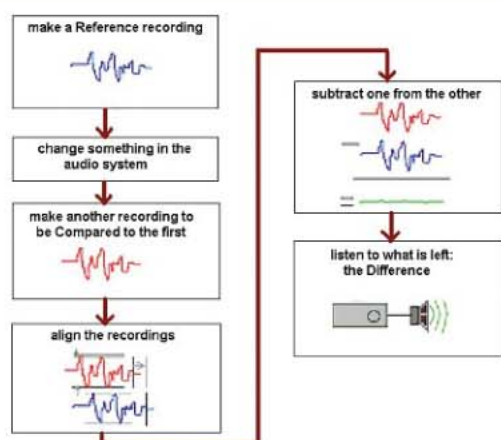 make a Reference recording
change something in the
audio system
make another recording to
be Compared to the first
align the recordings
subtract one from the other
listen to what is left:
the Difference